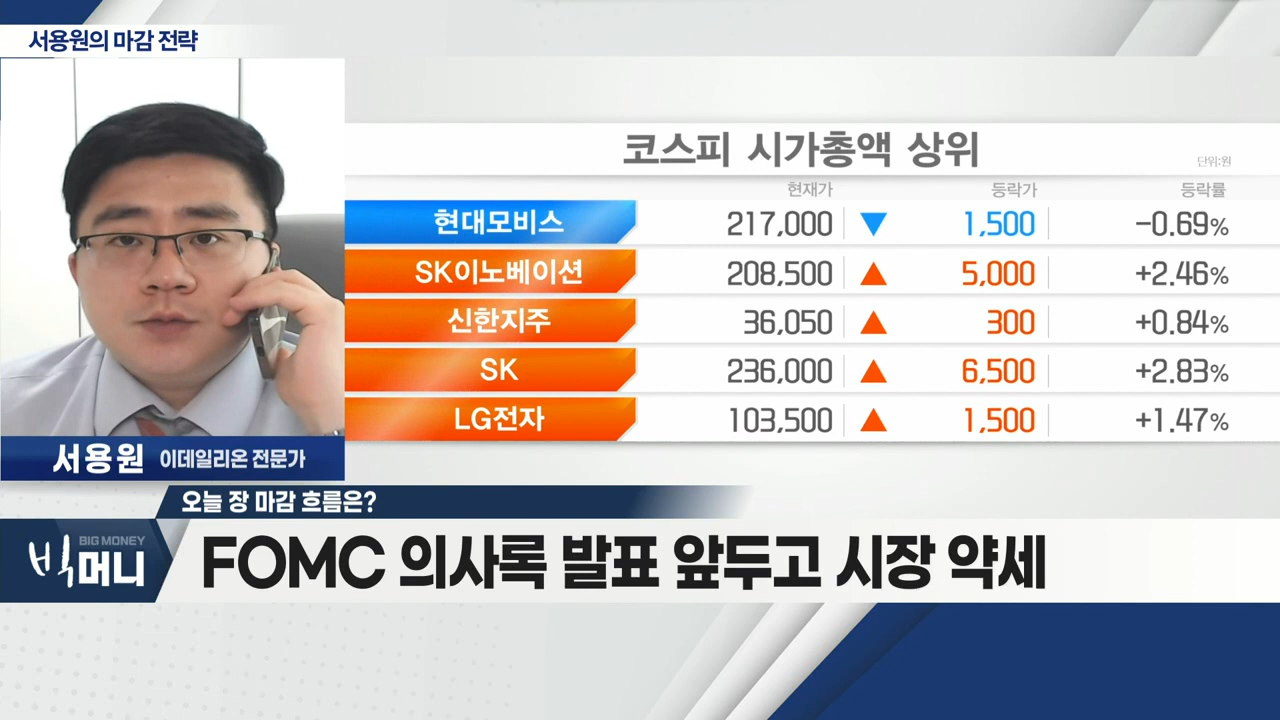 서용원의 마감 전략
코스피 시가총액 상위
단위:원
현재가 등락가 등락률
현대모비스 217,000 ▼ 1,500 -0.69%
SK이노베이션 208,500 ▲ 5,000 +2.46%
신한지주 36,050 ▲ 300 +0.84%
SK 236,000 ▲ 6,500 +2.83%
LG전자 103,500 ▲ 1,500 +1.47%
서용원 이데일리온 전문가
오늘 장 마감 흐름은?
BIG MONEY
빅머니
FOMC 의사록 발표 앞두고 시장 약세